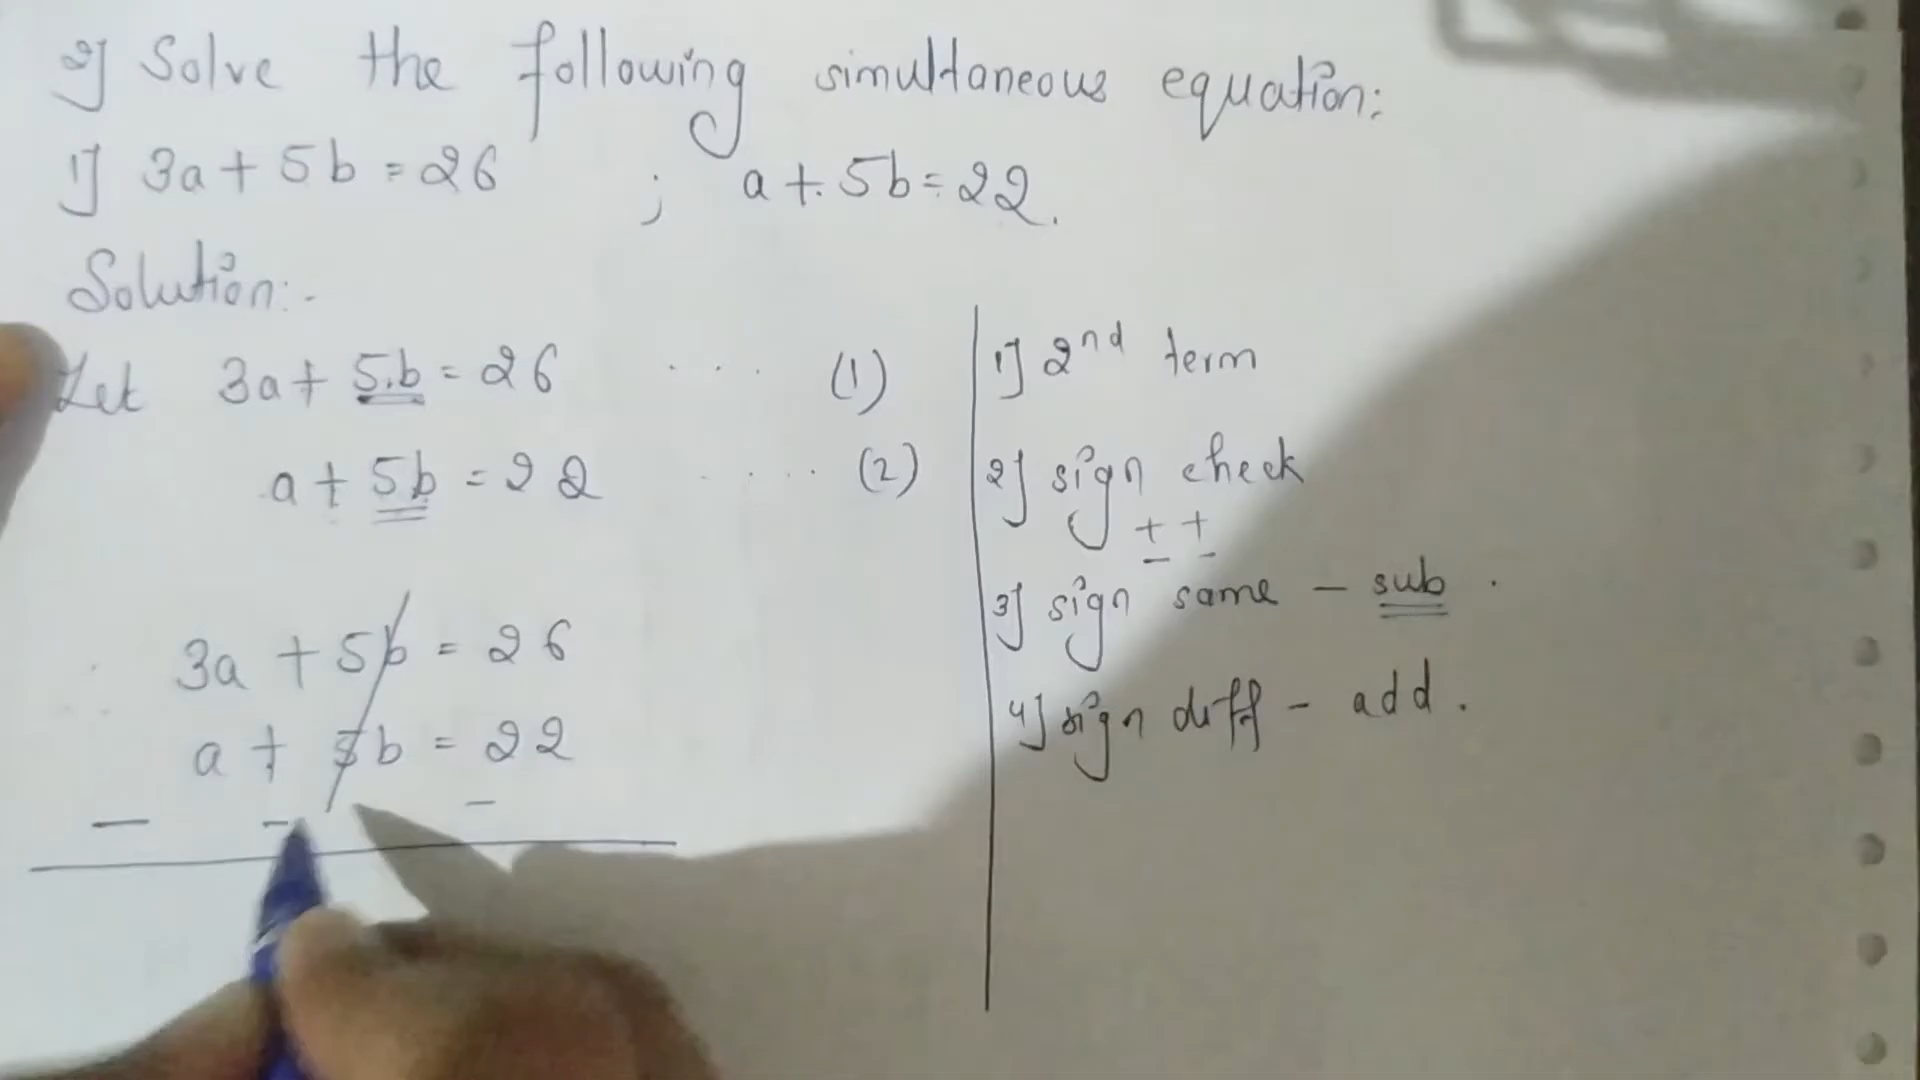 2] Solve the following simultaneous equation:
1] 3a + 5b = 26 ; a + 5b = 22.
Solution:-
Let 3a + 5b = 26 ... (1)
a + 5b = 22 .... (2)
3a + 5b = 26
a + 5b = 22
- - -
1] 2nd term
2] sign check
+ +
- -
3] sign same - sub.
4] sign diff - add.